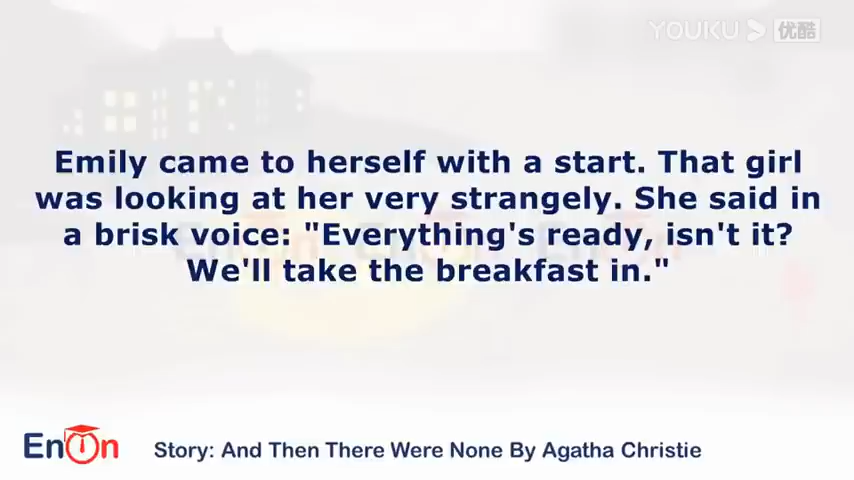 YOUKU 优酷
Emily came to herself with a start. That girl
was looking at her very strangely. She said in
a brisk voice: "Everything's ready, isn't it?
We'll take the breakfast in."
EnOn
Story: And Then There Were None By Agatha Christie